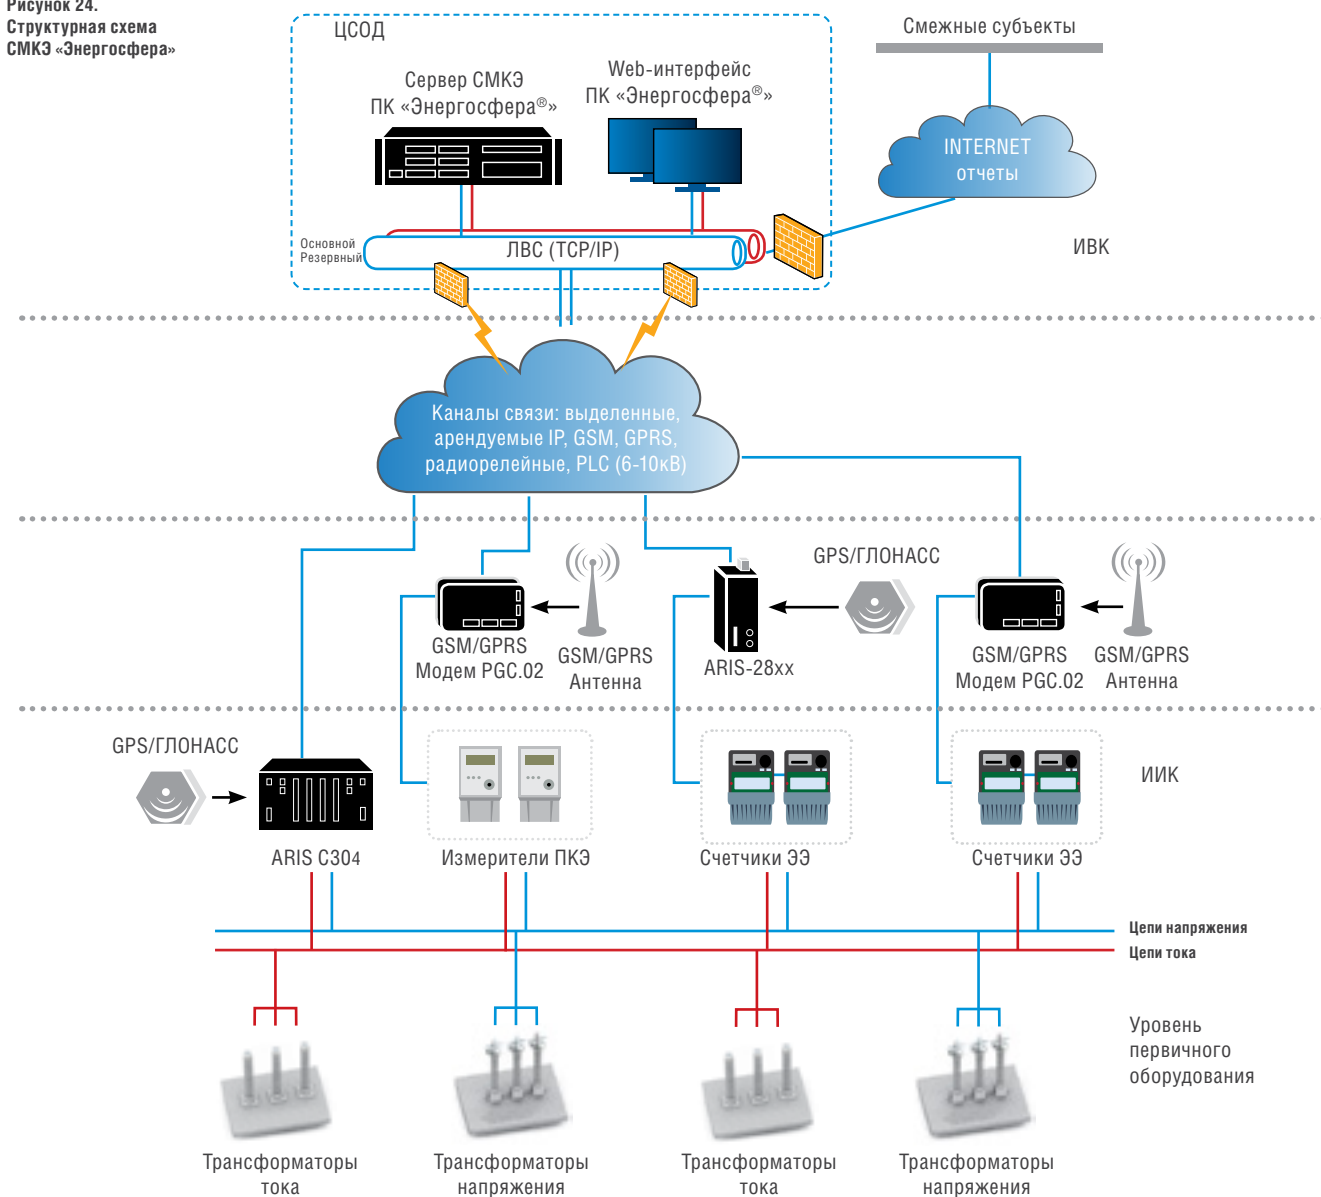 Рисунок 24.
Структурная схема
СМКЭ «Энергосфера»
ЦСОД
Сервер СМКЭ
ПК «Энергосфера®»
Web-интерфейс
ПК «Энергосфера®»
Смежные субъекты
INTERNET
отчеты
Основной
Резервный
ЛВС (TCP/IP)
ИВК
Каналы связи: выделенные,
арендуемые IP, GSM, GPRS,
радиорелейные, PLC (6-10кВ)
GSM/GPRS
Модем PGC.02
GSM/GPRS
Антенна
ARIS-28xx
GPS/ГЛОНАСС
GSM/GPRS
Модем PGC.02
GSM/GPRS
Антенна
GPS/ГЛОНАСС
ИИК
ARIS C304
Измерители ПКЭ
Счетчики ЭЭ
Счетчики ЭЭ
Цепи напряжения
Цепи тока
Уровень
первичного
оборудования
Трансформаторы
тока
Трансформаторы
напряжения
Трансформаторы
тока
Трансформаторы
напряжения